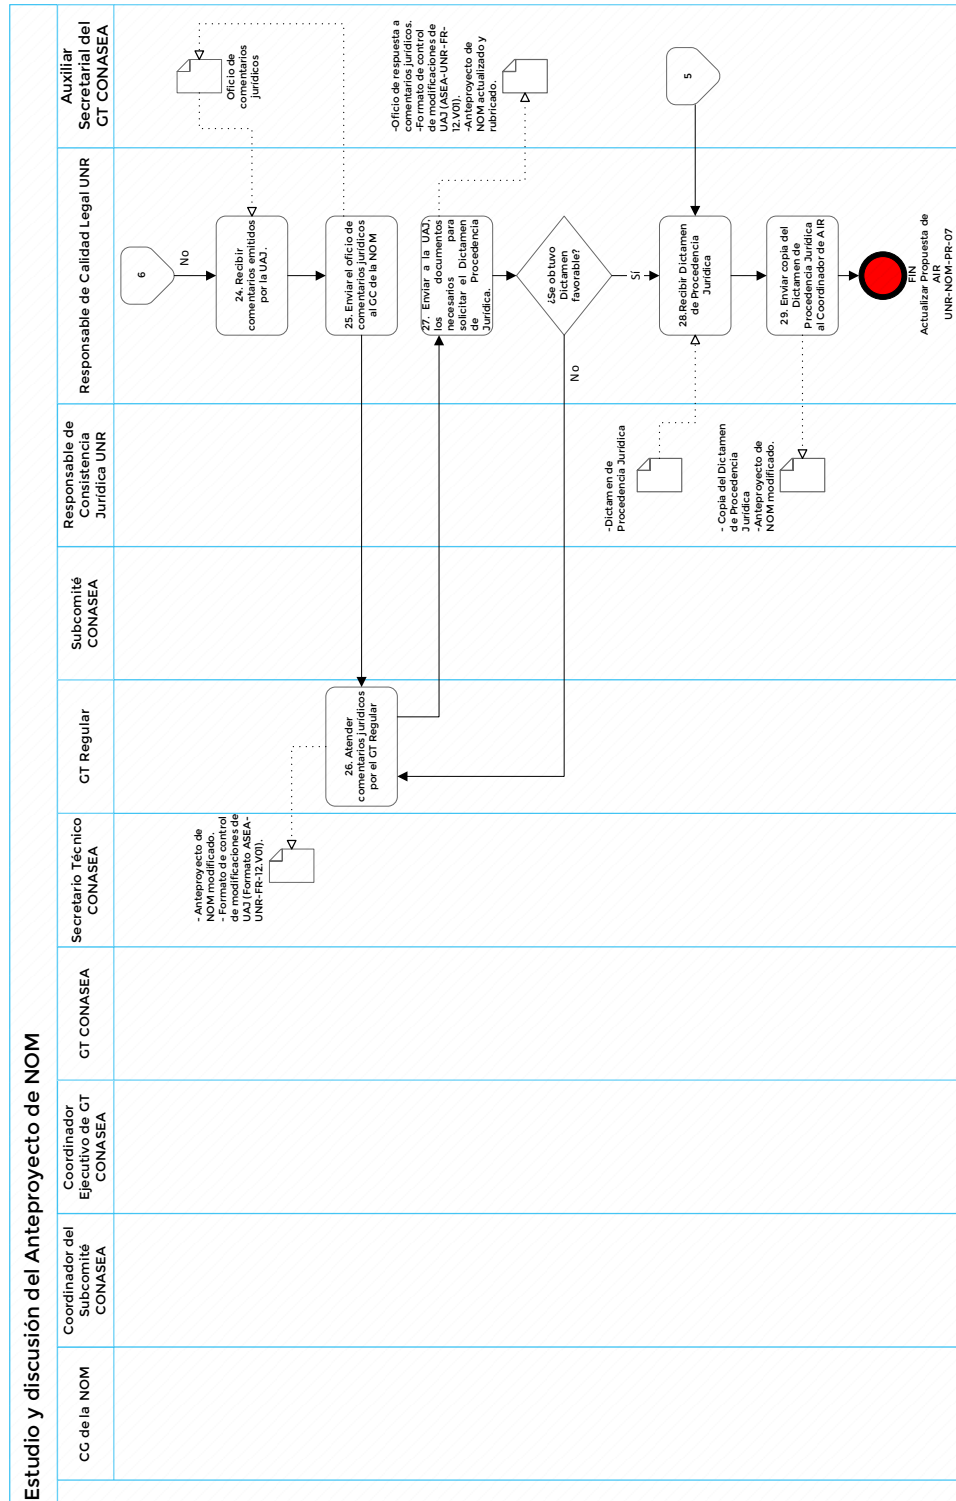 Estudio y discusión del Anteproyecto de NOM
Auxiliar
Secretarial del
GT CONASEA
Responsable de Calidad Legal UNR
Responsable de
Consistencia
Jurídica UNR
Subcomité
CONASEA
GT Regular
Secretario Técnico
CONASEA
GT CONASEA
Coordinador
Ejecutivo de GT
CONASEA
Coordinador del
Subcomité
CONASEA
CG de la NOM
Oficio de
comentarios
jurídicos
6
No
24. Recibir
comentarios emitidos
por la UAJ.
25. Enviar el oficio de
comentarios jurídicos
al GC de la NOM
- Anteproyecto de
NOM modificado.
- Formato de control
de modificaciones de
UAJ (Formato ASEA-
UNR-FR-12.V01).
26. Atender
comentarios jurídicos
por el GT Regular
-Oficio de respuesta a
comentarios jurídicos.
-Formato de control
de modificaciones de
UAJ (ASEA-UNR-FR-
12.V01).
-Anteproyecto de
NOM actualizado y
rubricado.
27. Enviar a la UAJ,
los documentos
necesarios para
solicitar el Dictamen
de Procedencia
Jurídica.
¿Se obtuvo
Dictamen
favorable?
No
Sí
5
-Dictamen de
Procedencia Jurídica
28.Recibir Dictamen
de Procedencia
Jurídica
- Copia del Dictamen
de Procedencia
Jurídica
-Anteproyecto de
NOM modificado.
29. Enviar copia del
Dictamen de
Procedencia Jurídica
al Coordinador de AIR
FIN
Actualizar Propuesta de
AIR
UNR-NOM-PR-07